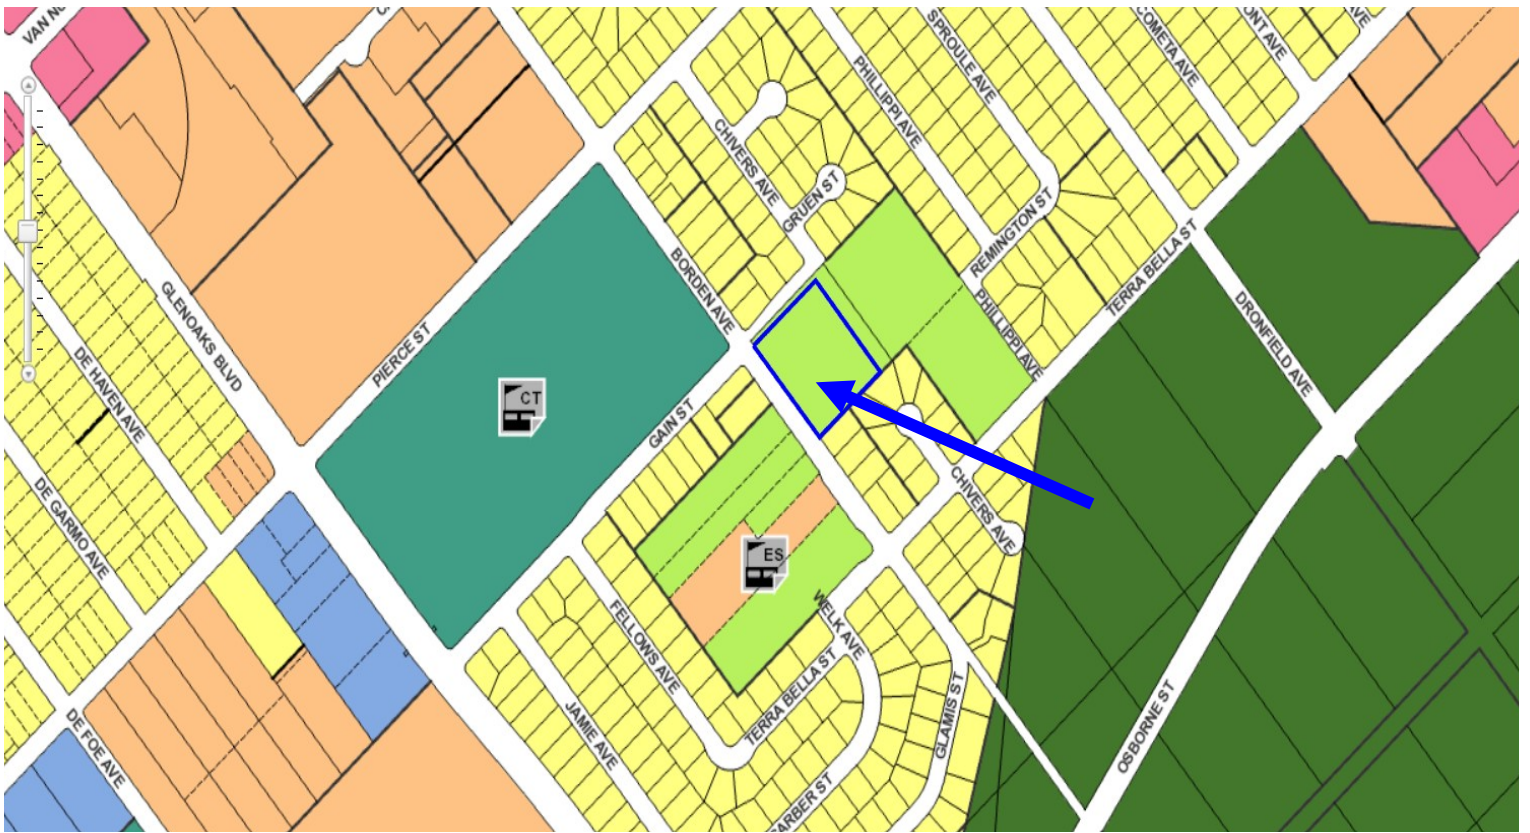 VAN NU
SPROULE AVE
COMETA AVE
ONT AVE
AVE
PHILLIPPI AVE
CHIVERS AVE
GRUEN ST
REMINGTON ST
TERRA BELLA ST
BORDEN AVE
PHILLIPPI AVE
DRONFIELD AVE
GLENOAKS BLVD
PIERCE ST
DE HAVEN AVE
CT
GAIN ST
DE GARMO AVE
CHIVERS AVE
ES
FELLOWS AVE
WELK AVE
TERRA BELLA ST
GLAMIS ST
OSBORNE ST
JAMIE AVE
DE FOE AVE
ARBER ST